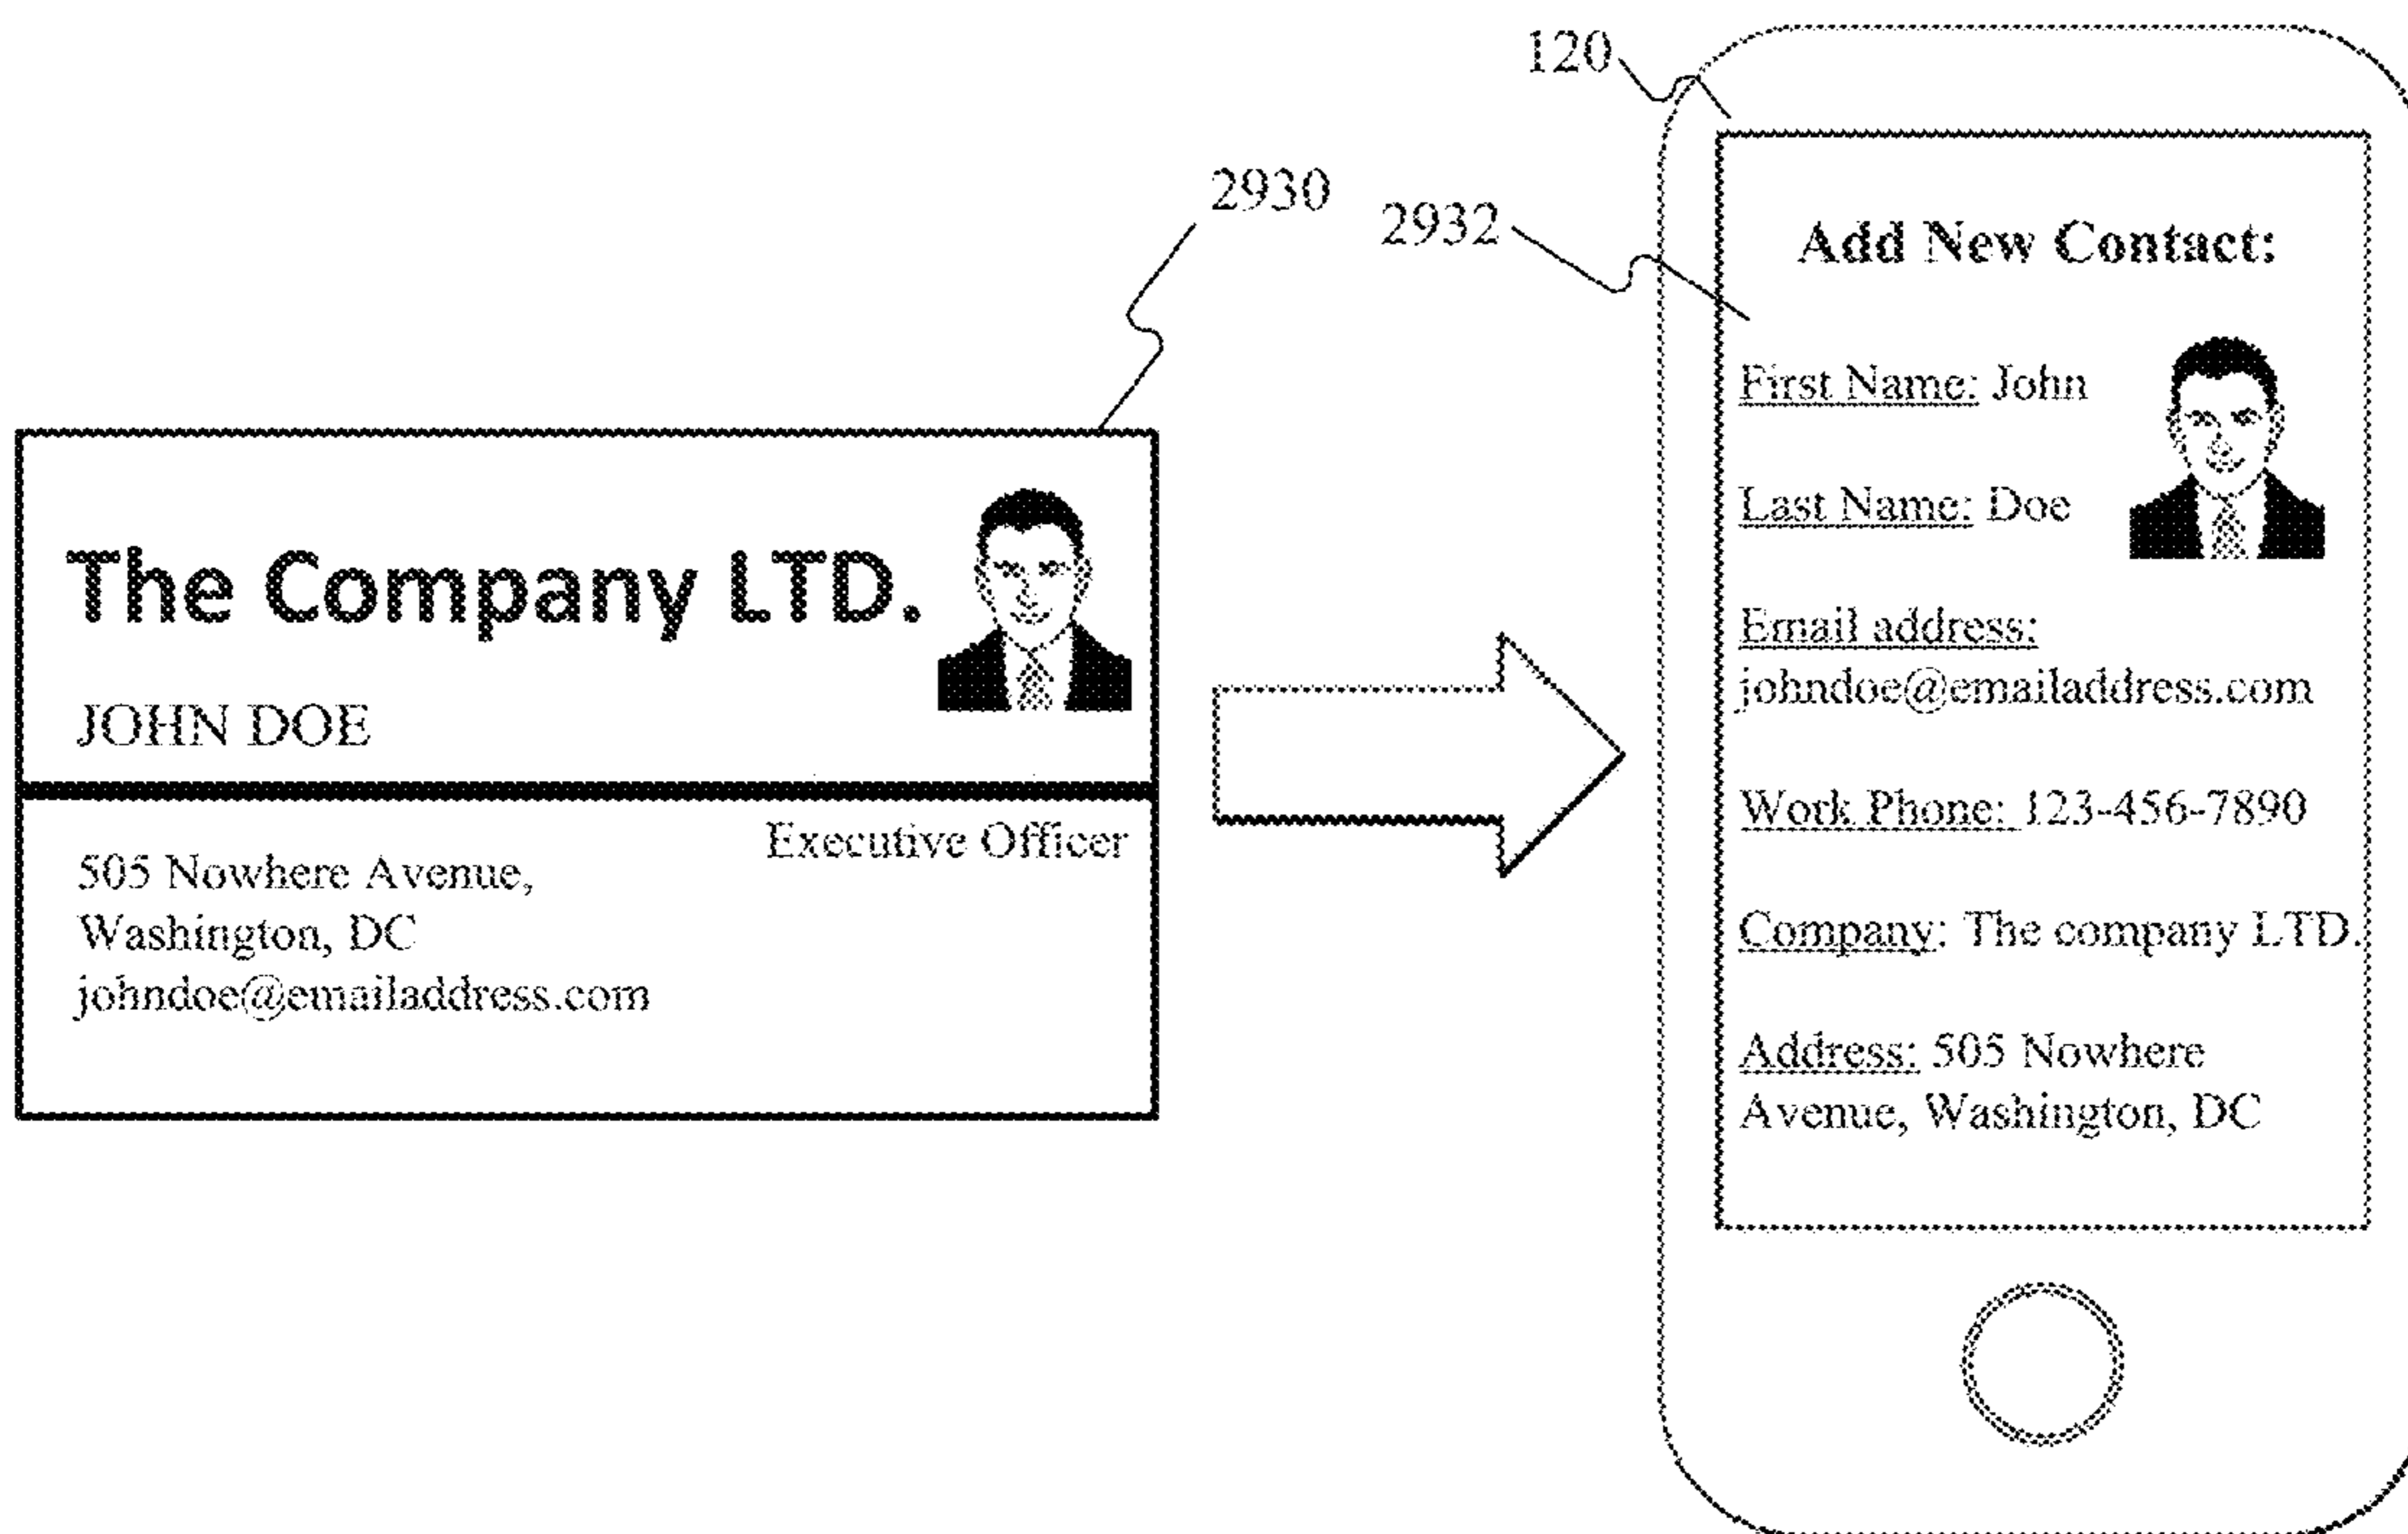 120
2930
2932
The Company LTD.
JOHN DOE
Executive Officer
505 Nowhere Avenue,
Washington, DC
johndoe@emailaddress.com
Add New Contact:
First Name: John
Last Name: Doe
Email address:
johndoe@emailaddress.com
Work Phone: 123-456-7890
Company: The company LTD.
Address: 505 Nowhere
Avenue, Washington, DC